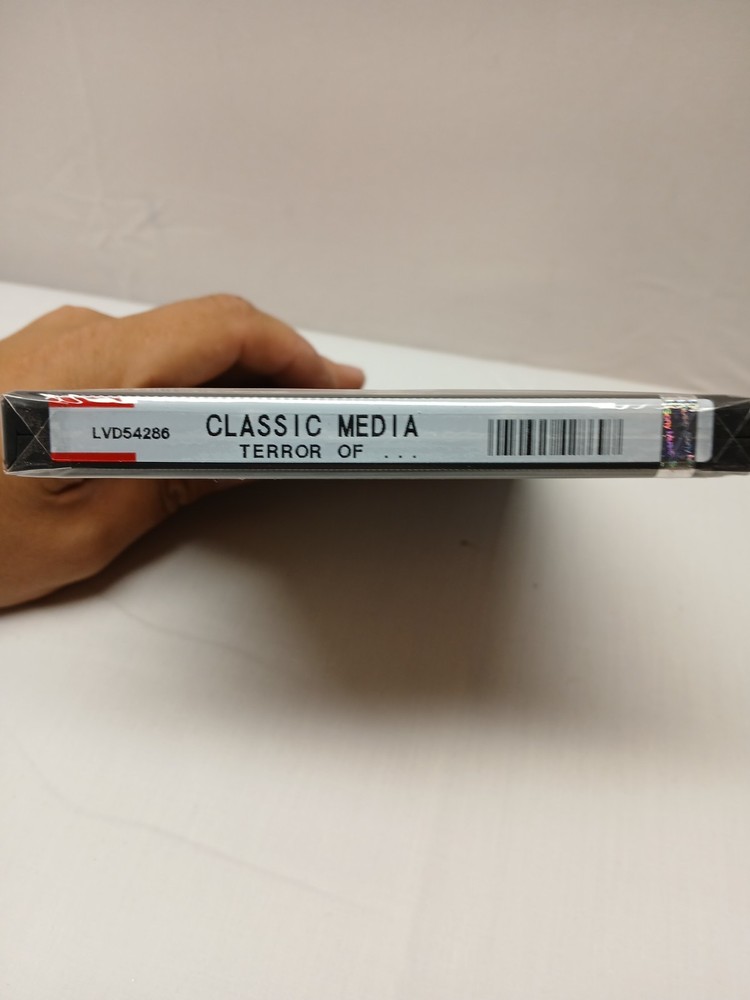 LVD54286
CLASSIC MEDIA
TERROR OF ...